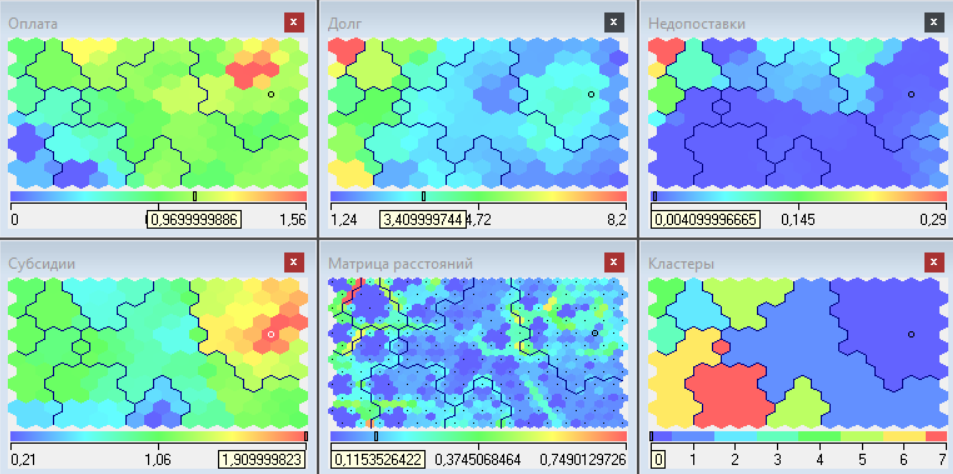 Оплата x
Долг x
Недопоставки x
0 0,9699999886 1,56
1,24 3,409999744 4,72 8,2
0,004099996665 0,145 0,29
Субсидии x
Матрица расстояний x
Кластеры x
0,21 1,06 1,909999823
0,1153526422 0,3745068464 0,7490129726
0 1 2 3 4 5 6 7